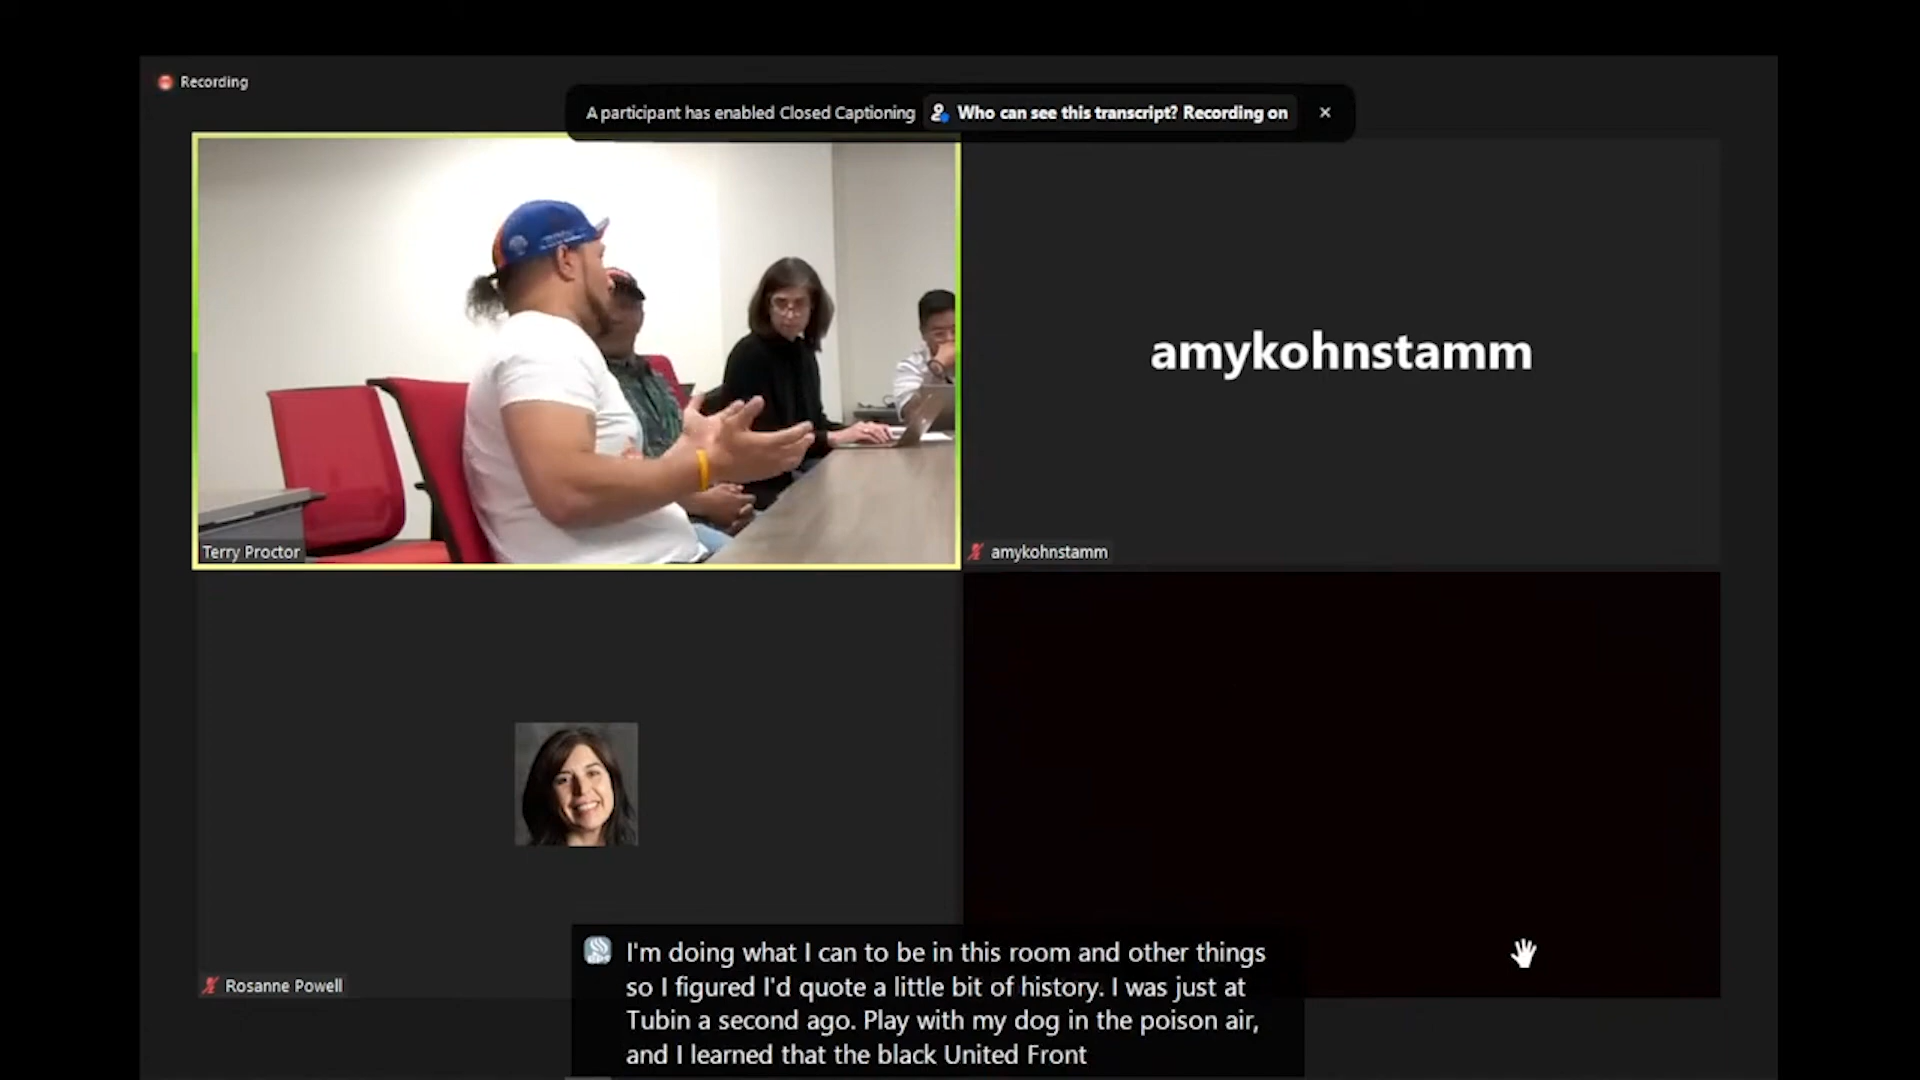 Recording
A participant has enabled Closed Captioning
Who can see this transcript? Recording on
Terry Proctor
amykohnstamm
amykohnstamm
Rosanne Powell
I'm doing what I can to be in this room and other things
so I figured I'd quote a little bit of history. I was just at
Tubin a second ago. Play with my dog in the poison air,
and I learned that the black United Front